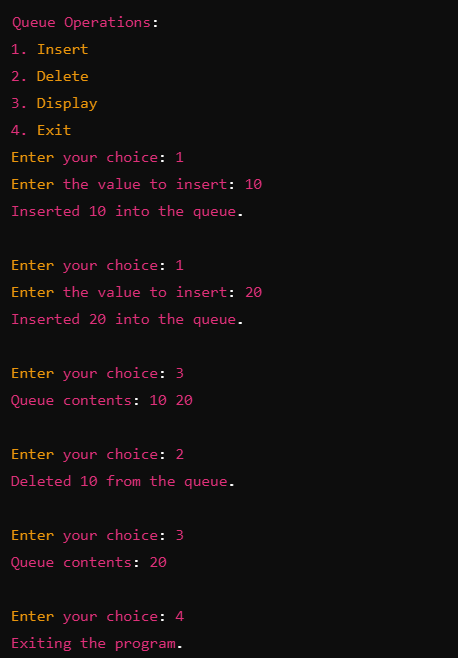 Queue Operations:
1. Insert
2. Delete
3. Display
4. Exit
Enter your choice: 1
Enter the value to insert: 10
Inserted 10 into the queue.
Enter your choice: 1
Enter the value to insert: 20
Inserted 20 into the queue.
Enter your choice: 3
Queue contents: 10 20
Enter your choice: 2
Deleted 10 from the queue.
Enter your choice: 3
Queue contents: 20
Enter your choice: 4
Exiting the program.